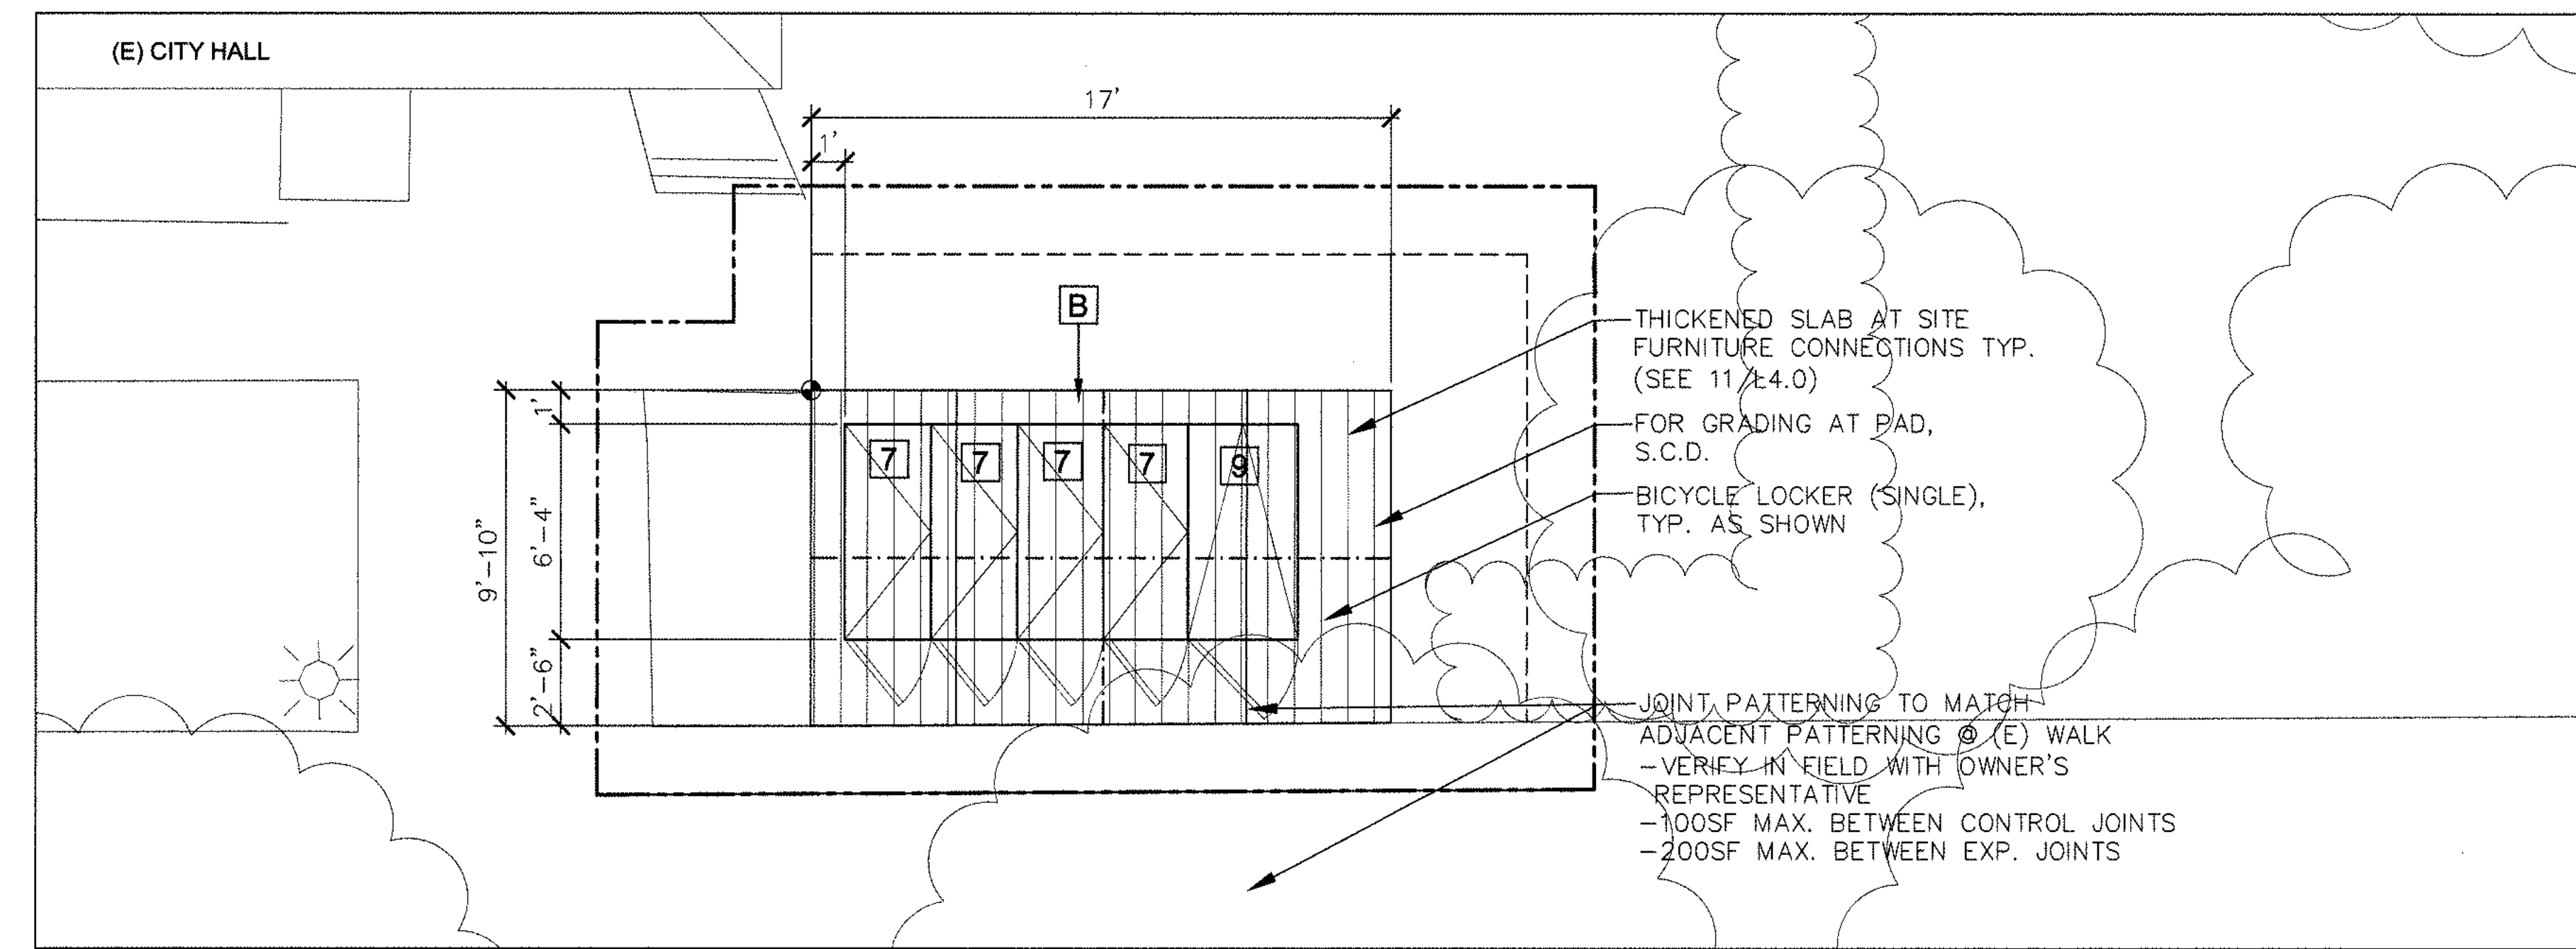 (E) CITY HALL
17'
1'
B
THICKENED SLAB AT SITE
FURNITURE CONNECTIONS TYP.
(SEE 11/L4.0)
FOR GRADING AT PAD,
S.C.D.
BICYCLE LOCKER (SINGLE),
TYP. AS SHOWN
1'
7 7 7 7 9
6'-4"
9'-10"
2'-6"
JOINT PATTERNING TO MATCH
ADJACENT PATTERNING @ (E) WALK
-VERIFY IN FIELD WITH OWNER'S
REPRESENTATIVE
-100SF MAX. BETWEEN CONTROL JOINTS
-200SF MAX. BETWEEN EXP. JOINTS